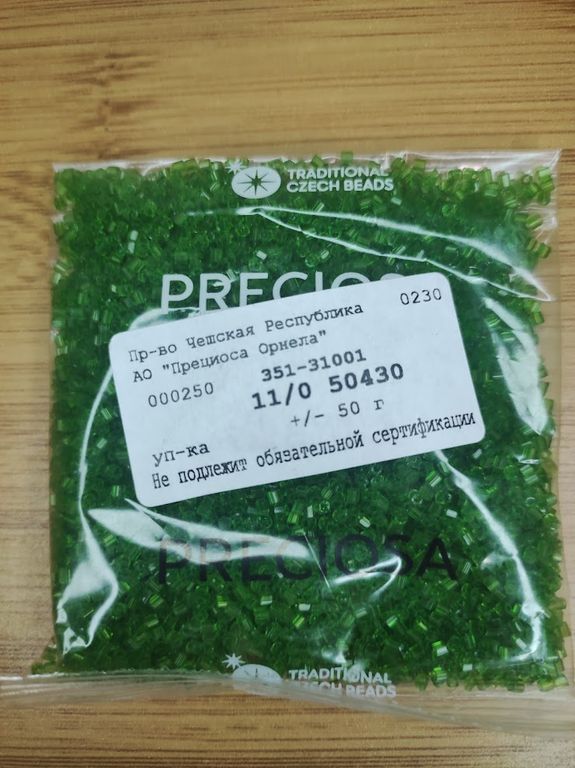 TRADITIONAL
CZECH BEADS
PRECIOSA
Пр-во Чешская Республика 0230
АО "Прециоса Орнела"
000250 351-31001
11/0 50430
+/- 50 г
уп-ка
Не подлежит обязательной сертификации
PRECIOSA
TRADITIONAL
CZECH BEADS